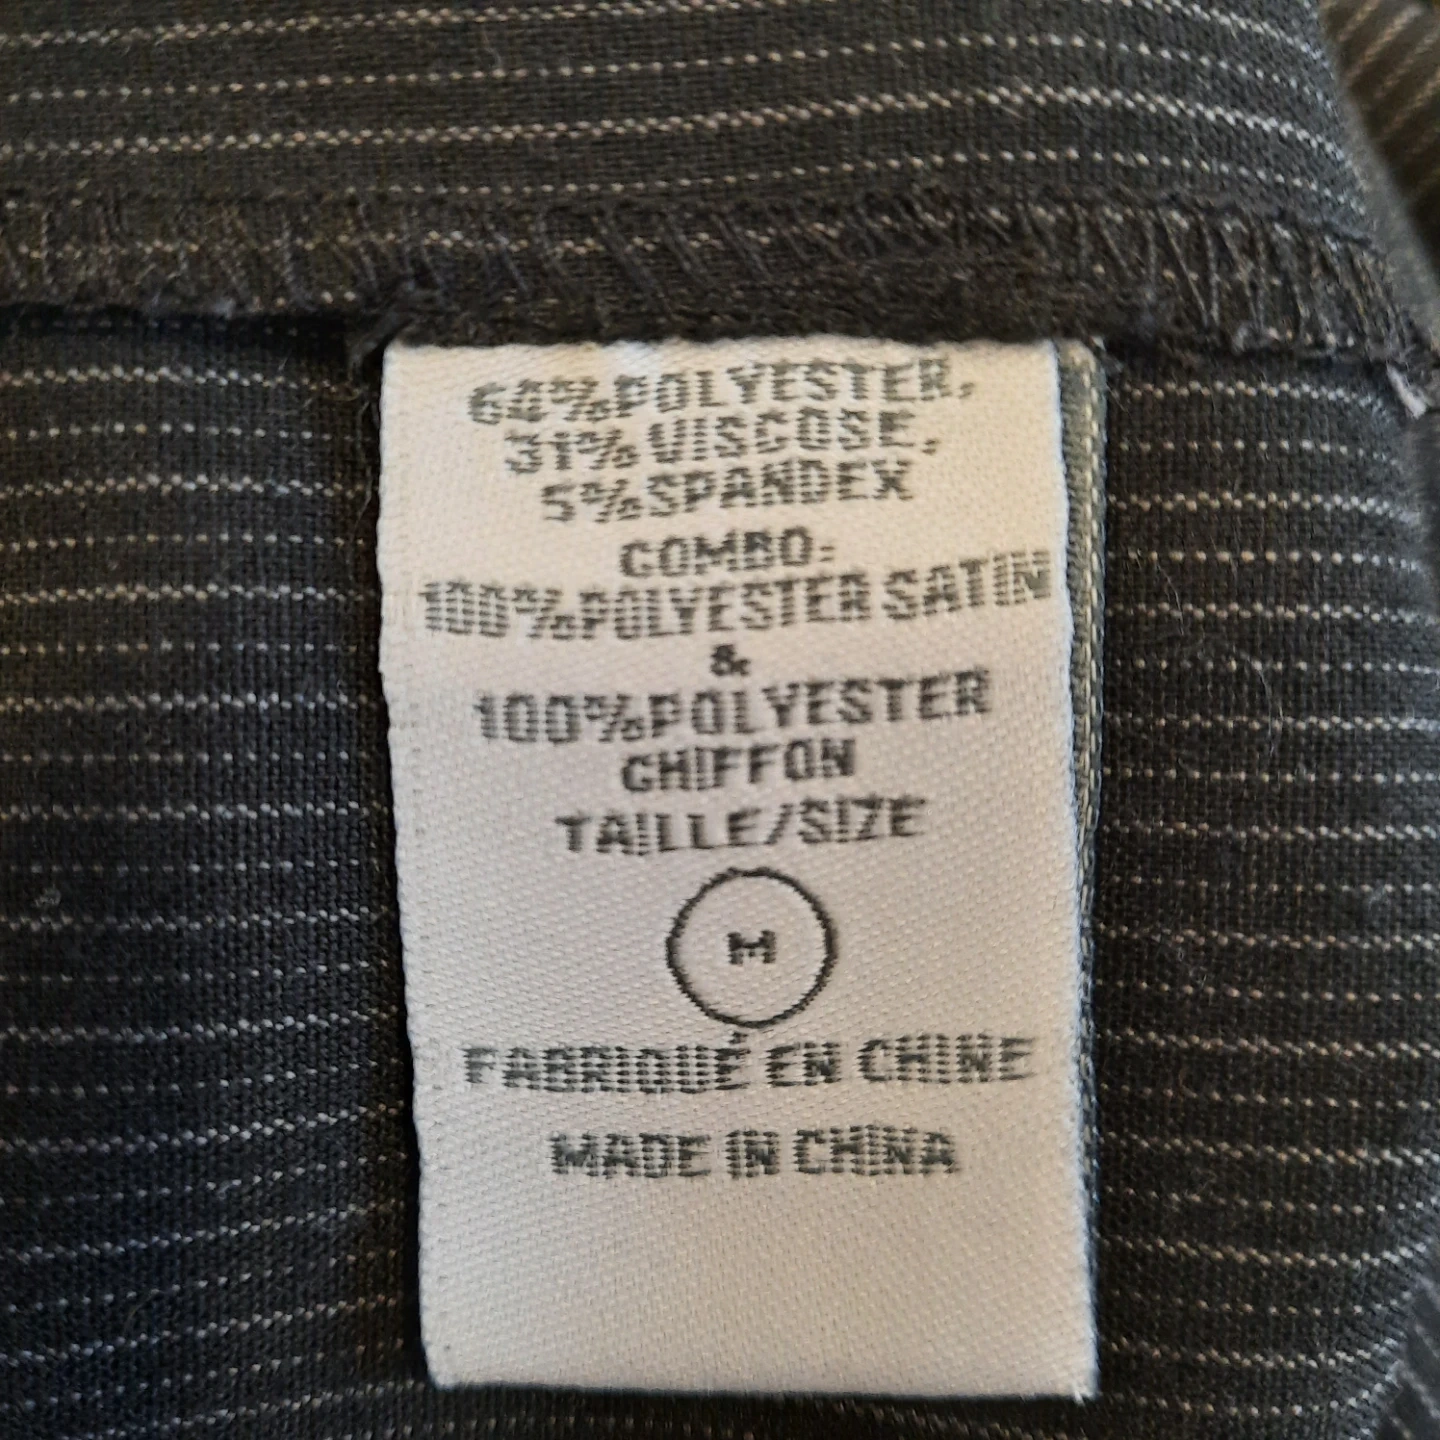 64%POLYESTER,
31% VISCOSE,
5%SPANDEX
COMBO:
100%POLYESTER SATIN
&
100%POLYESTER
CHIFFON
TAILLE/SIZE
M
FABRIQUÉ EN CHINE
MADE IN CHINA